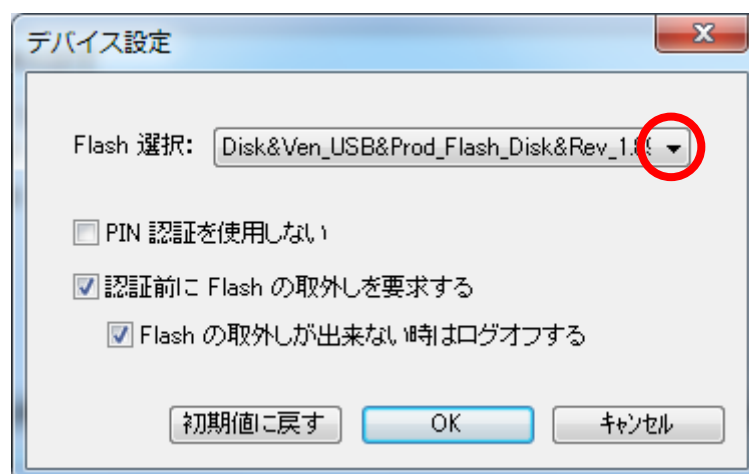 デバイス設定
Flash 選択: Disk&Ven_USB&Prod_Flash_Disk&Rev_1.
PIN 認証を使用しない
認証前に Flash の取外しを要求する
Flash の取外しが出来ない時はログオフする
初期値に戻す OK キャンセル